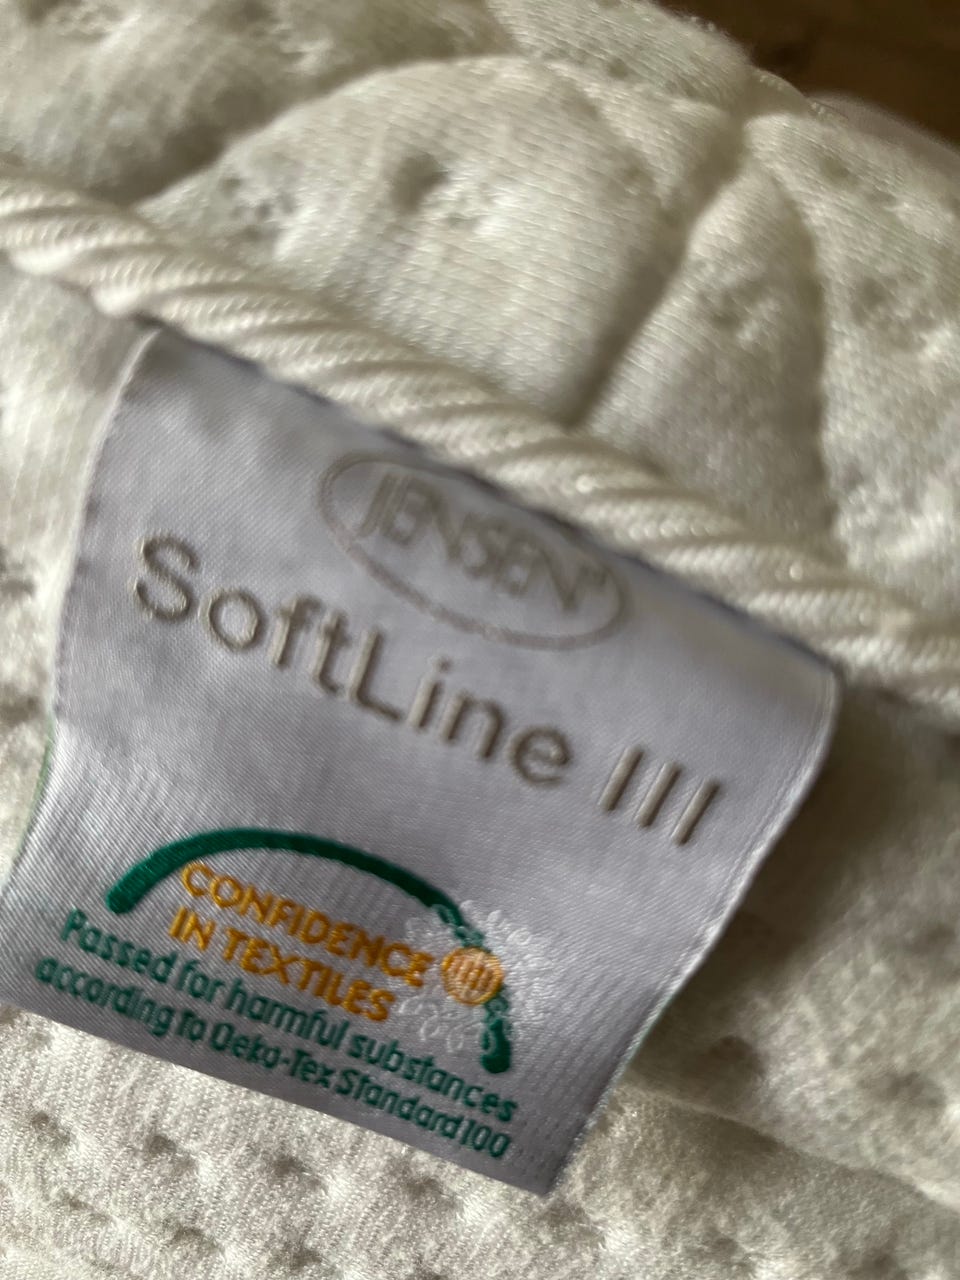 JENSEN®
SoftLine III
CONFIDENCE
IN TEXTILES
Passed for harmful substances
according to Oeko-Tex Standard 100